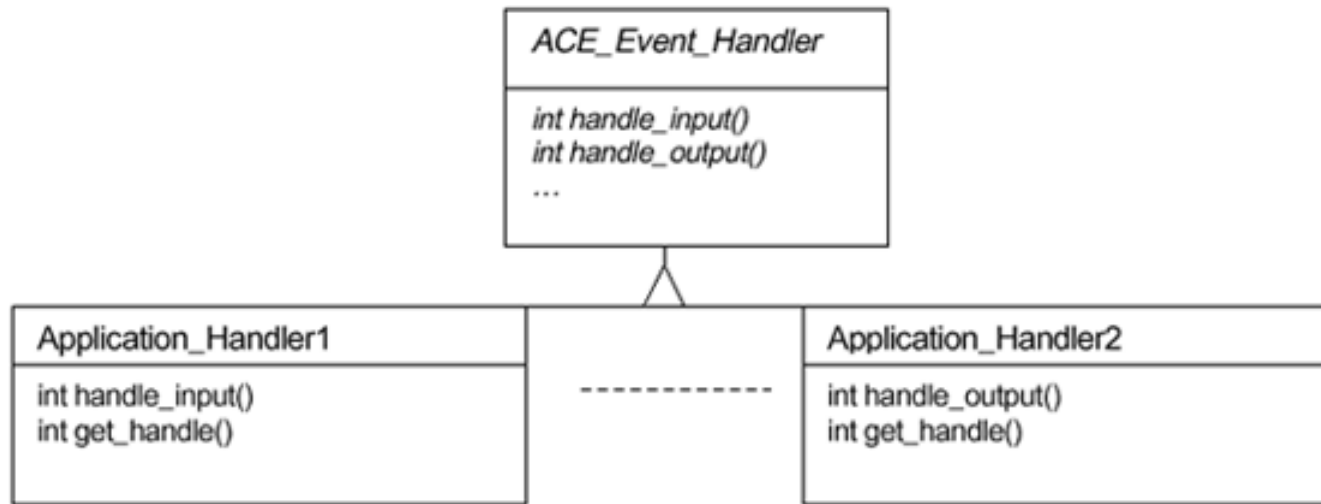 ACE_Event_Handler
int handle_input()
int handle_output()
...
Application_Handler1
int handle_input()
int get_handle()
Application_Handler2
int handle_output()
int get_handle()